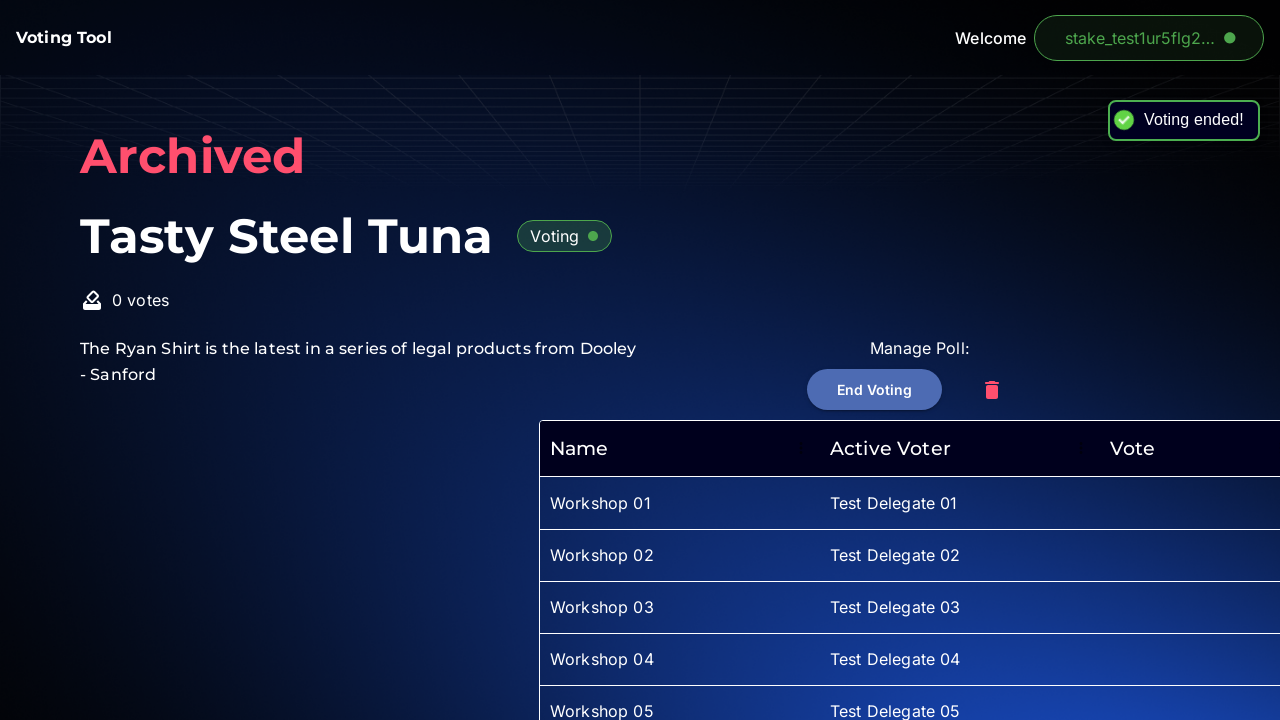 Voting Tool
Welcome
stake_test1ur5flg2...
Voting ended!
Archived
Tasty Steel Tuna
Voting
0 votes
The Ryan Shirt is the latest in a series of legal products from Dooley
- Sanford
Manage Poll:
End Voting
Name Active Voter Vote
Workshop 01 Test Delegate 01
Workshop 02 Test Delegate 02
Workshop 03 Test Delegate 03
Workshop 04 Test Delegate 04
Workshop 05 Test Delegate 05